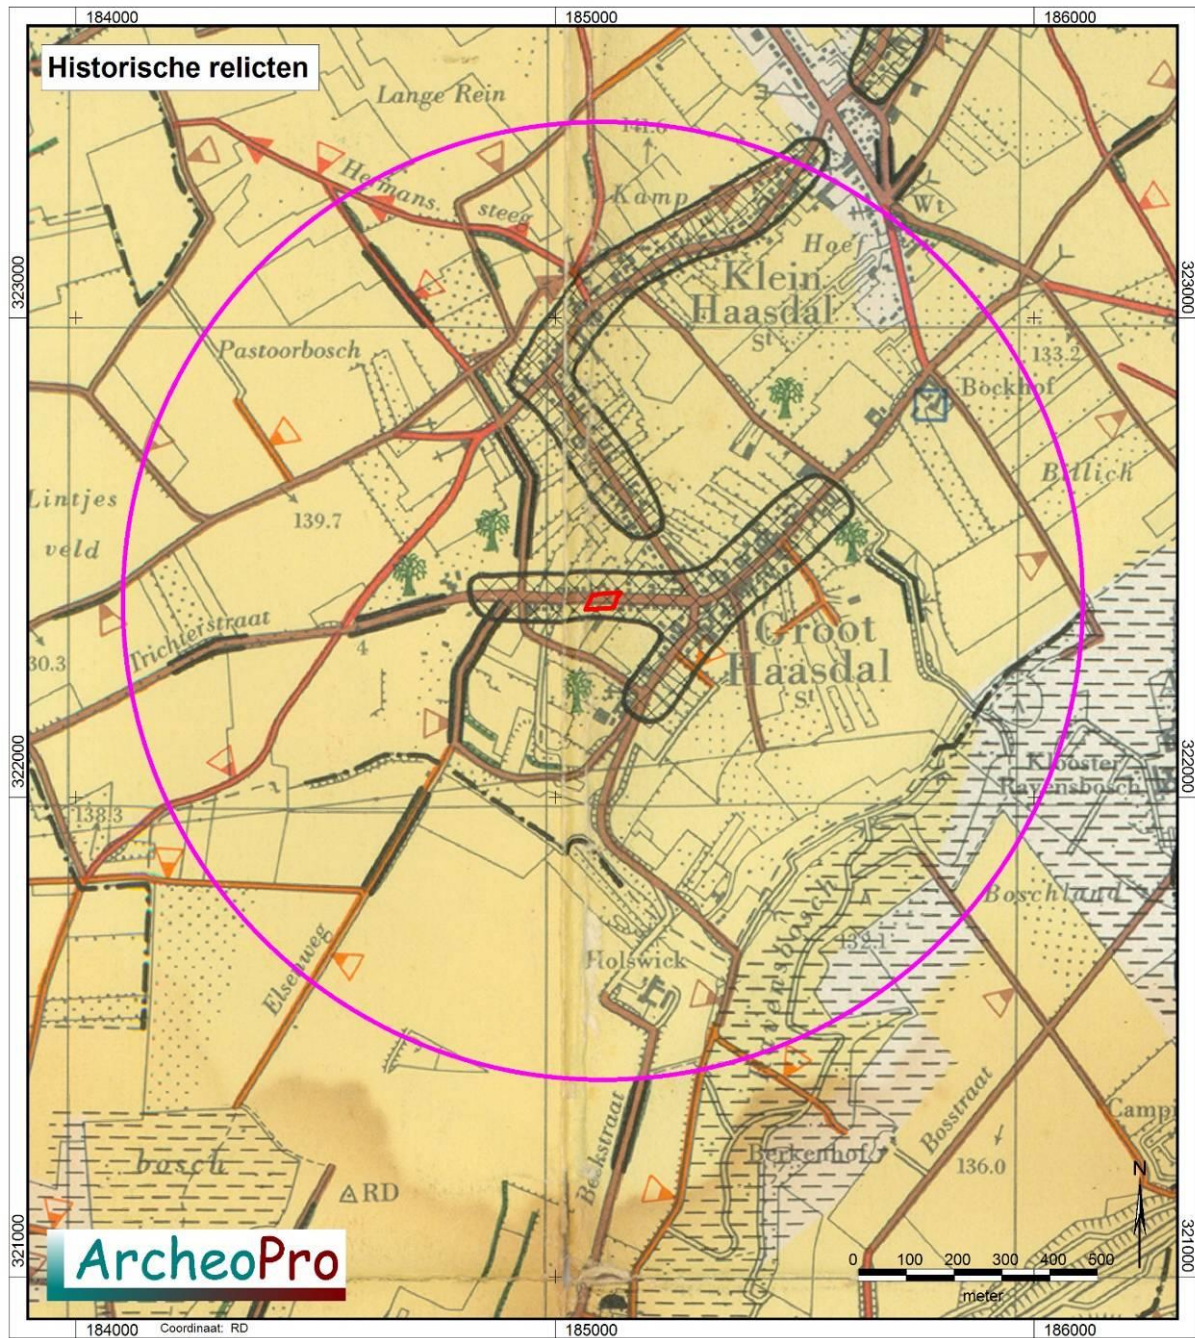 184000
185000
186000
Historische relicten
Lange Rein
141.6
Hermans.
steeg
Kamp
Wt
Hoef
Klein
Haasdal
St
323000
323000
Pastoorbosch
133.2
Bockhof
Billich
Lintjes
veld
139.7
Trichterstraat
4
30.3
Groot
Haasdal
St
322000
322000
Klooster
Ravensbosch
138.3
Boschland
132.1
Elsenweg
Holswick
Beekstraat
Bosstraat
136.0
Berkenhof
bosch
RD
N
321000
321000
ArcheoPro
0 100 200 300 400 500
meter
184000
Coordinaat: RD
185000
186000